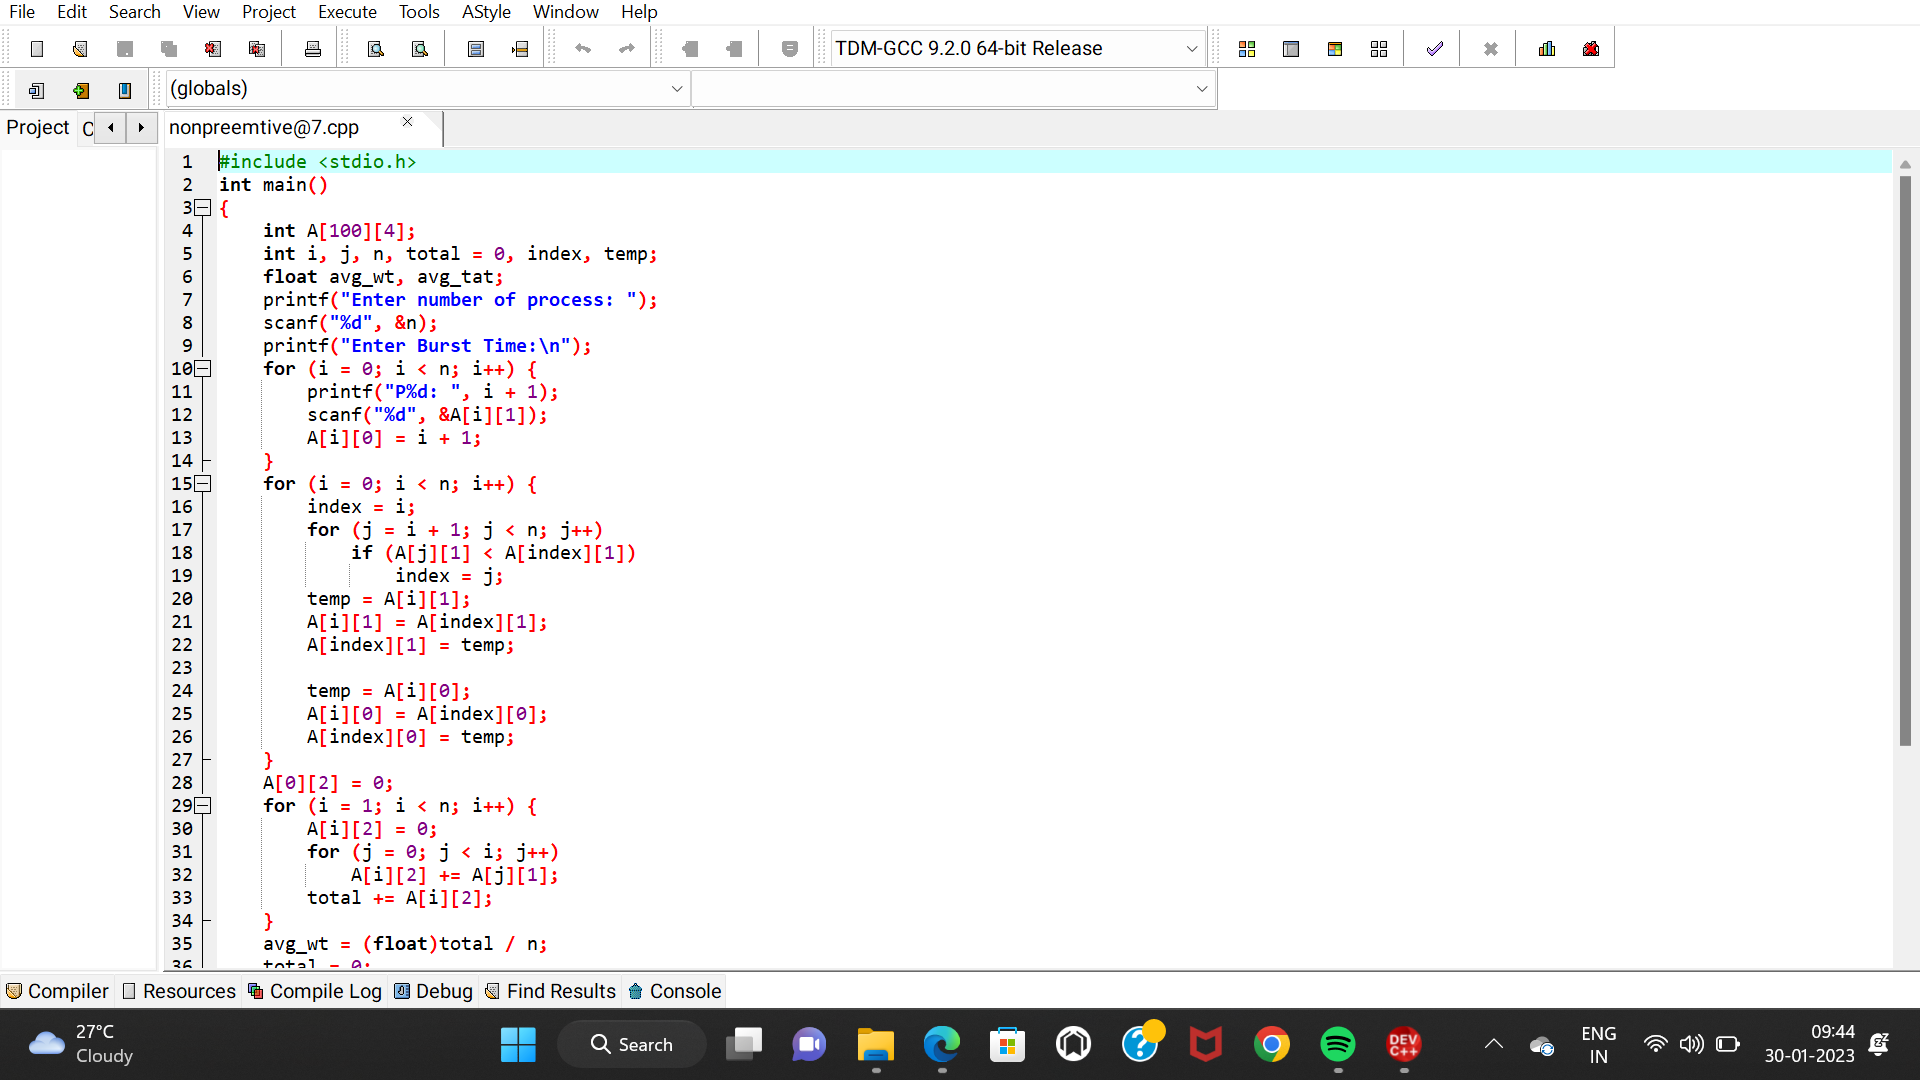 File Edit Search View Project Execute Tools AStyle Window Help
TDM-GCC 9.2.0 64-bit Release
(globals)
Project C
nonpreemtive@7.cpp
1 #include <stdio.h>
2 int main()
3 {
4 int A[100][4];
5 int i, j, n, total = 0, index, temp;
6 float avg_wt, avg_tat;
7 printf("Enter number of process: ");
8 scanf("%d", &n);
9 printf("Enter Burst Time:\n");
10 for (i = 0; i < n; i++) {
11 printf("P%d: ", i + 1);
12 scanf("%d", &A[i][1]);
13 A[i][0] = i + 1;
14 }
15 for (i = 0; i < n; i++) {
16 index = i;
17 for (j = i + 1; j < n; j++)
18 if (A[j][1] < A[index][1])
19 index = j;
20 temp = A[i][1];
21 A[i][1] = A[index][1];
22 A[index][1] = temp;
23
24 temp = A[i][0];
25 A[i][0] = A[index][0];
26 A[index][0] = temp;
27 }
28 A[0][2] = 0;
29 for (i = 1; i < n; i++) {
30 A[i][2] = 0;
31 for (j = 0; j < i; j++)
32 A[i][2] += A[j][1];
33 total += A[i][2];
34 }
35 avg_wt = (float)total / n;
36 total = 0;
Compiler Resources Compile Log Debug Find Results Console
27°C
Cloudy
Search
DEV
C++
ENG
IN
09:44
30-01-2023